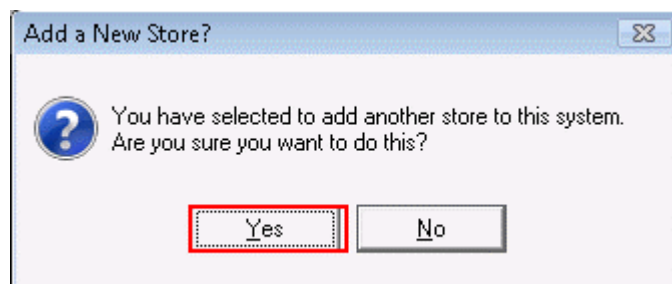 Add a New Store?
You have selected to add another store to this system.
Are you sure you want to do this?
Yes
No